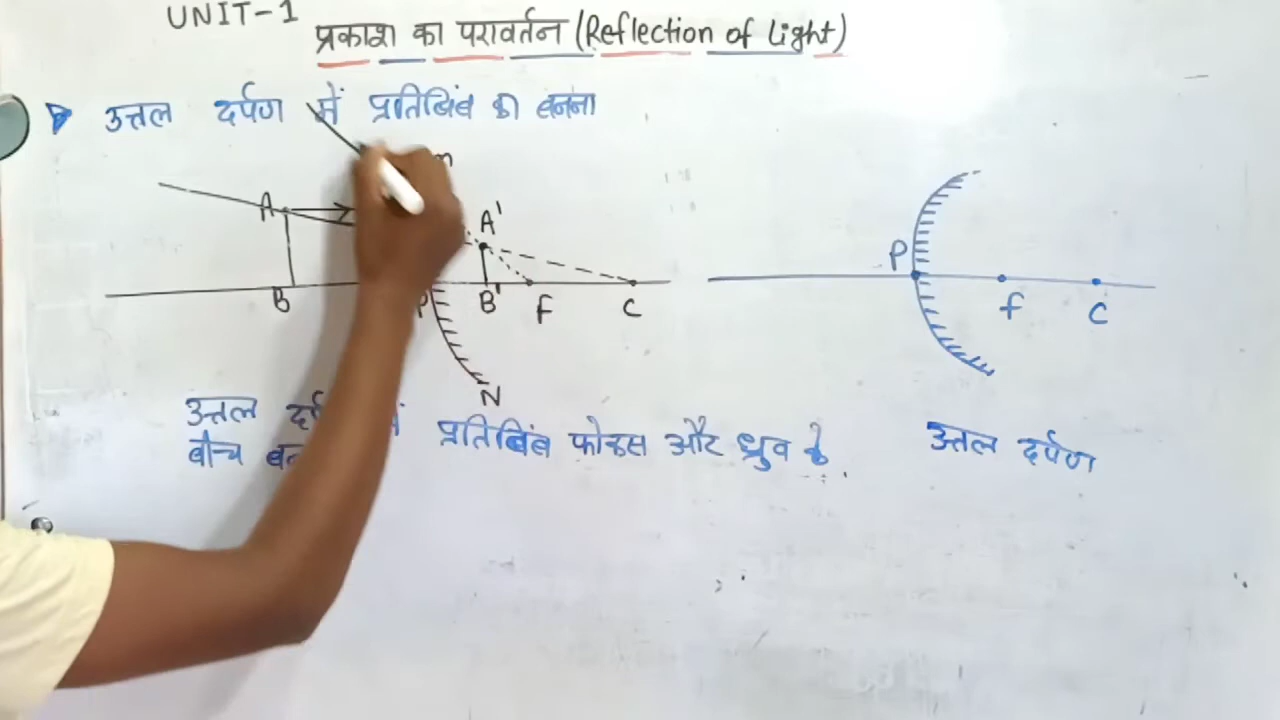 UNIT-1
प्रकाश का परावर्तन (Reflection of Light)
उत्तल दर्पण में प्रतिबिंब का बनना
m
A
A'
B
P
B'
F
C
N
P
f
C
उत्तल में प्रतिबिंब फोकस और ध्रुव के
बीच
उत्तल दर्पण